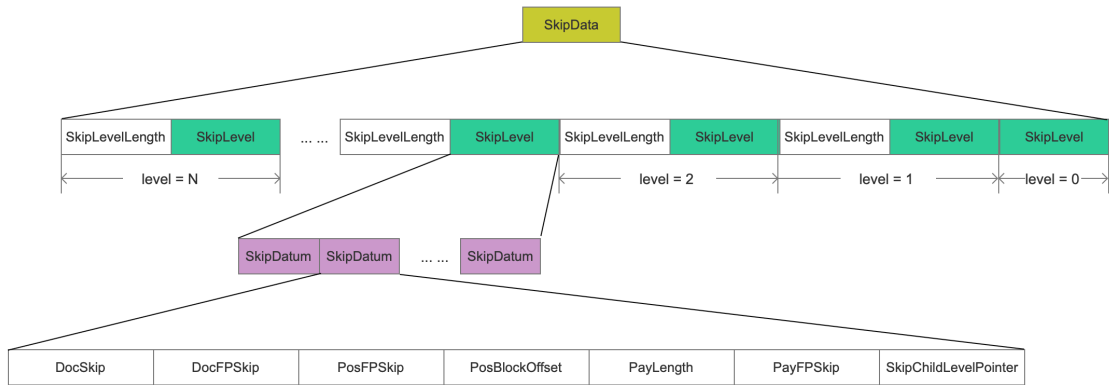 SkipData
SkipLevelLength SkipLevel ... ... SkipLevelLength SkipLevel SkipLevelLength SkipLevel SkipLevelLength SkipLevel SkipLevel
level = N level = 2 level = 1 level = 0
SkipDatum SkipDatum ... ... SkipDatum
DocSkip DocFPSkip PosFPSkip PosBlockOffset PayLength PayFPSkip SkipChildLevelPointer